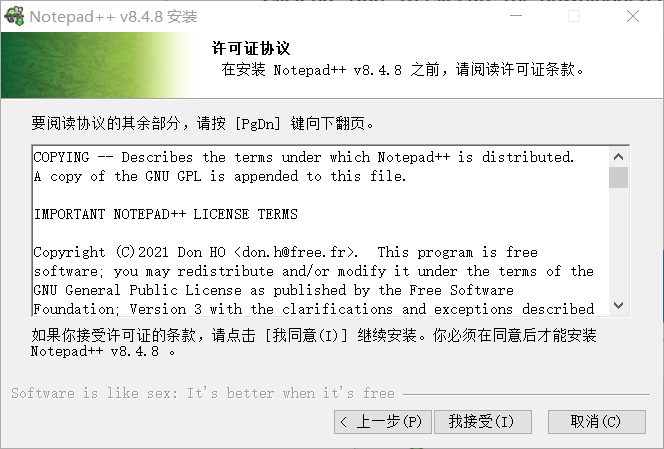 Notepad++ v8.4.8 安装
许可证协议
在安装 Notepad++ v8.4.8 之前，请阅读许可证条款。
要阅读协议的其余部分，请按 [PgDn] 键向下翻页。
COPYING -- Describes the terms under which Notepad++ is distributed.
A copy of the GNU GPL is appended to this file.
IMPORTANT NOTEPAD++ LICENSE TERMS
Copyright (C)2021 Don HO <don.h@free.fr>.  This program is free
software; you may redistribute and/or modify it under the terms of the
GNU General Public License as published by the Free Software
Foundation; Version 3 with the clarifications and exceptions described
如果你接受许可证的条款，请点击 [我同意(I)] 继续安装。你必须在同意后才能安装
Notepad++ v8.4.8 。
Software is like sex: It's better when it's free
< 上一步(P)
我接受(I)
取消(C)